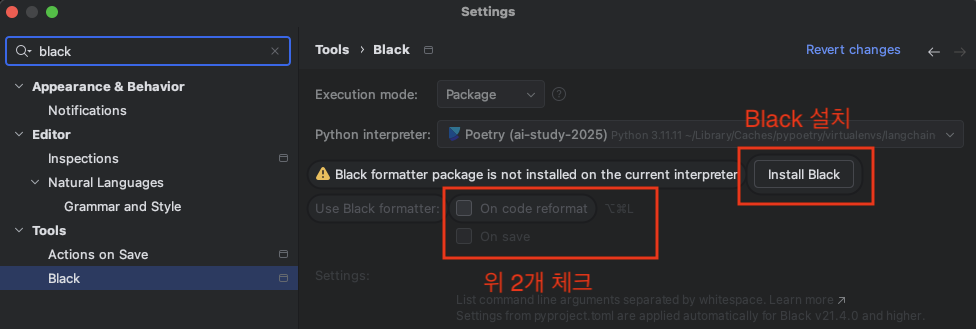 Settings
black
Appearance & Behavior
Notifications
Editor
Inspections
Natural Languages
Grammar and Style
Tools
Actions on Save
Black
Tools › Black
Revert changes
Execution mode: Package
Black 설치
Python interpreter: Poetry (ai-study-2025) Python 3.11.11 ~/Library/Caches/pypoetry/virtualenvs/langchain
Black formatter package is not installed on the current interpreter
Install Black
Use Black formatter: On code reformat ⌥⌘L
On save
위 2개 체크
Settings:
List command line arguments separated by whitespace. Learn more ↗
Settings from pyproject.toml are applied automatically for Black v21.4.0 and higher.